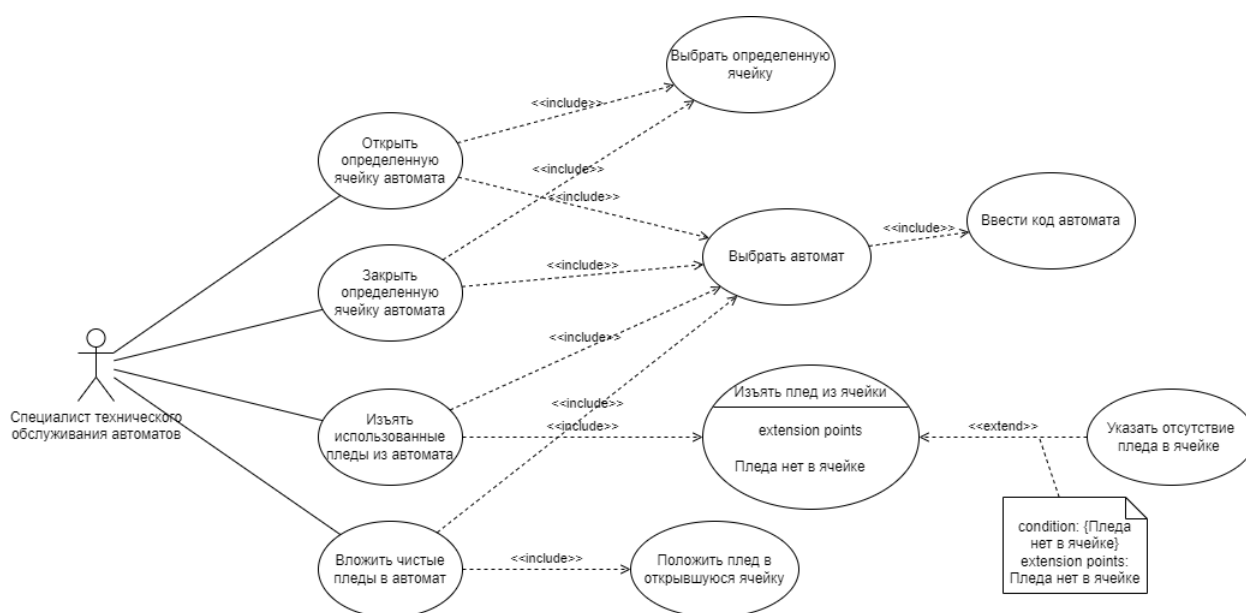 Выбрать определенную
ячейку
<<include>>
Открыть
определенную
ячейку автомата
<<include>>
<<include>>
Ввести код автомата
<<include>>
Выбрать автомат
<<include>>
Закрыть
определенную
ячейку автомата
<<include>>
Специалист технического
обслуживания автоматов
Изъять
использованные
пледы из автомата
<<include>>
<<include>>
Изъять плед из ячейки
extension points
Пледа нет в ячейке
<<extend>>
Указать отсутствие
пледа в ячейке
condition: {Пледа
нет в ячейке}
extension points:
Пледа нет в ячейке
Вложить чистые
пледы в автомат
<<include>>
Положить плед в
открывшуюся ячейку